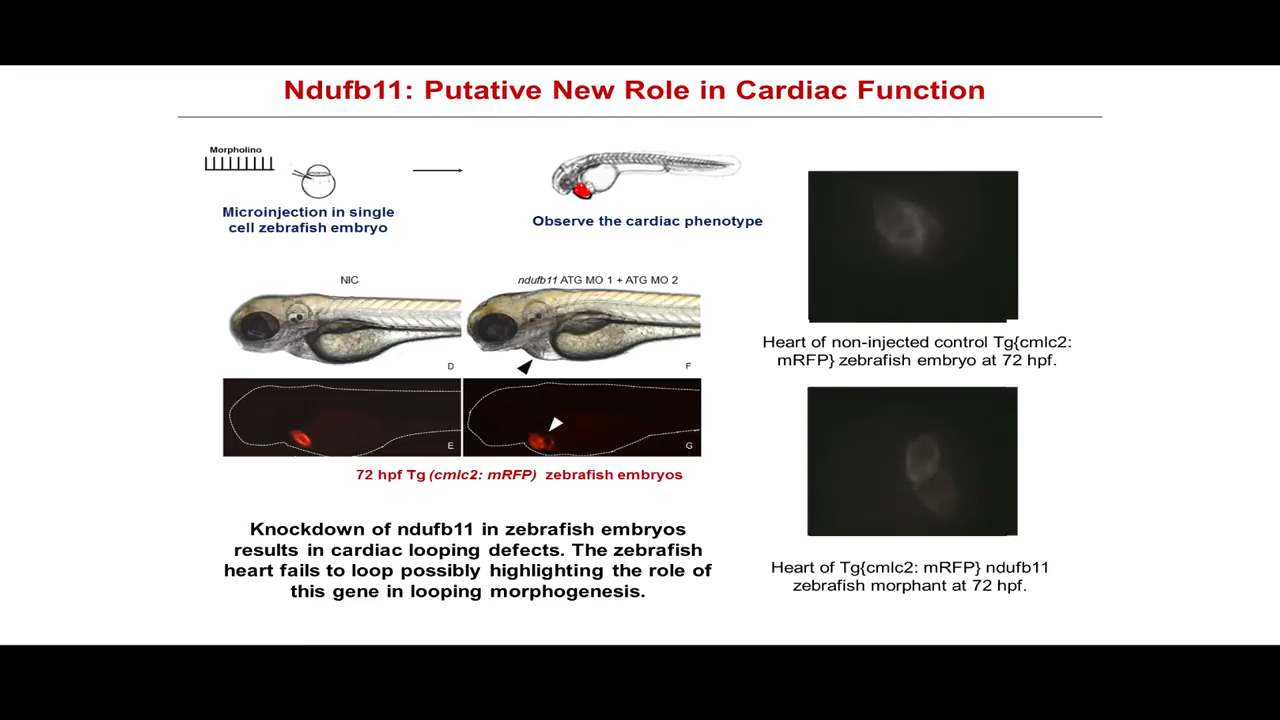 Ndufb11: Putative New Role in Cardiac Function
Morpholino
Microinjection in single
cell zebrafish embryo
Observe the cardiac phenotype
NIC
ndufb11 ATG MO 1 + ATG MO 2
D
F
E
G
72 hpf Tg (cmlc2: mRFP) zebrafish embryos
Knockdown of ndufb11 in zebrafish embryos
results in cardiac looping defects. The zebrafish
heart fails to loop possibly highlighting the role of
this gene in looping morphogenesis.
Heart of non-injected control Tg{cmlc2:
mRFP} zebrafish embryo at 72 hpf.
Heart of Tg{cmlc2: mRFP} ndufb11
zebrafish morphant at 72 hpf.